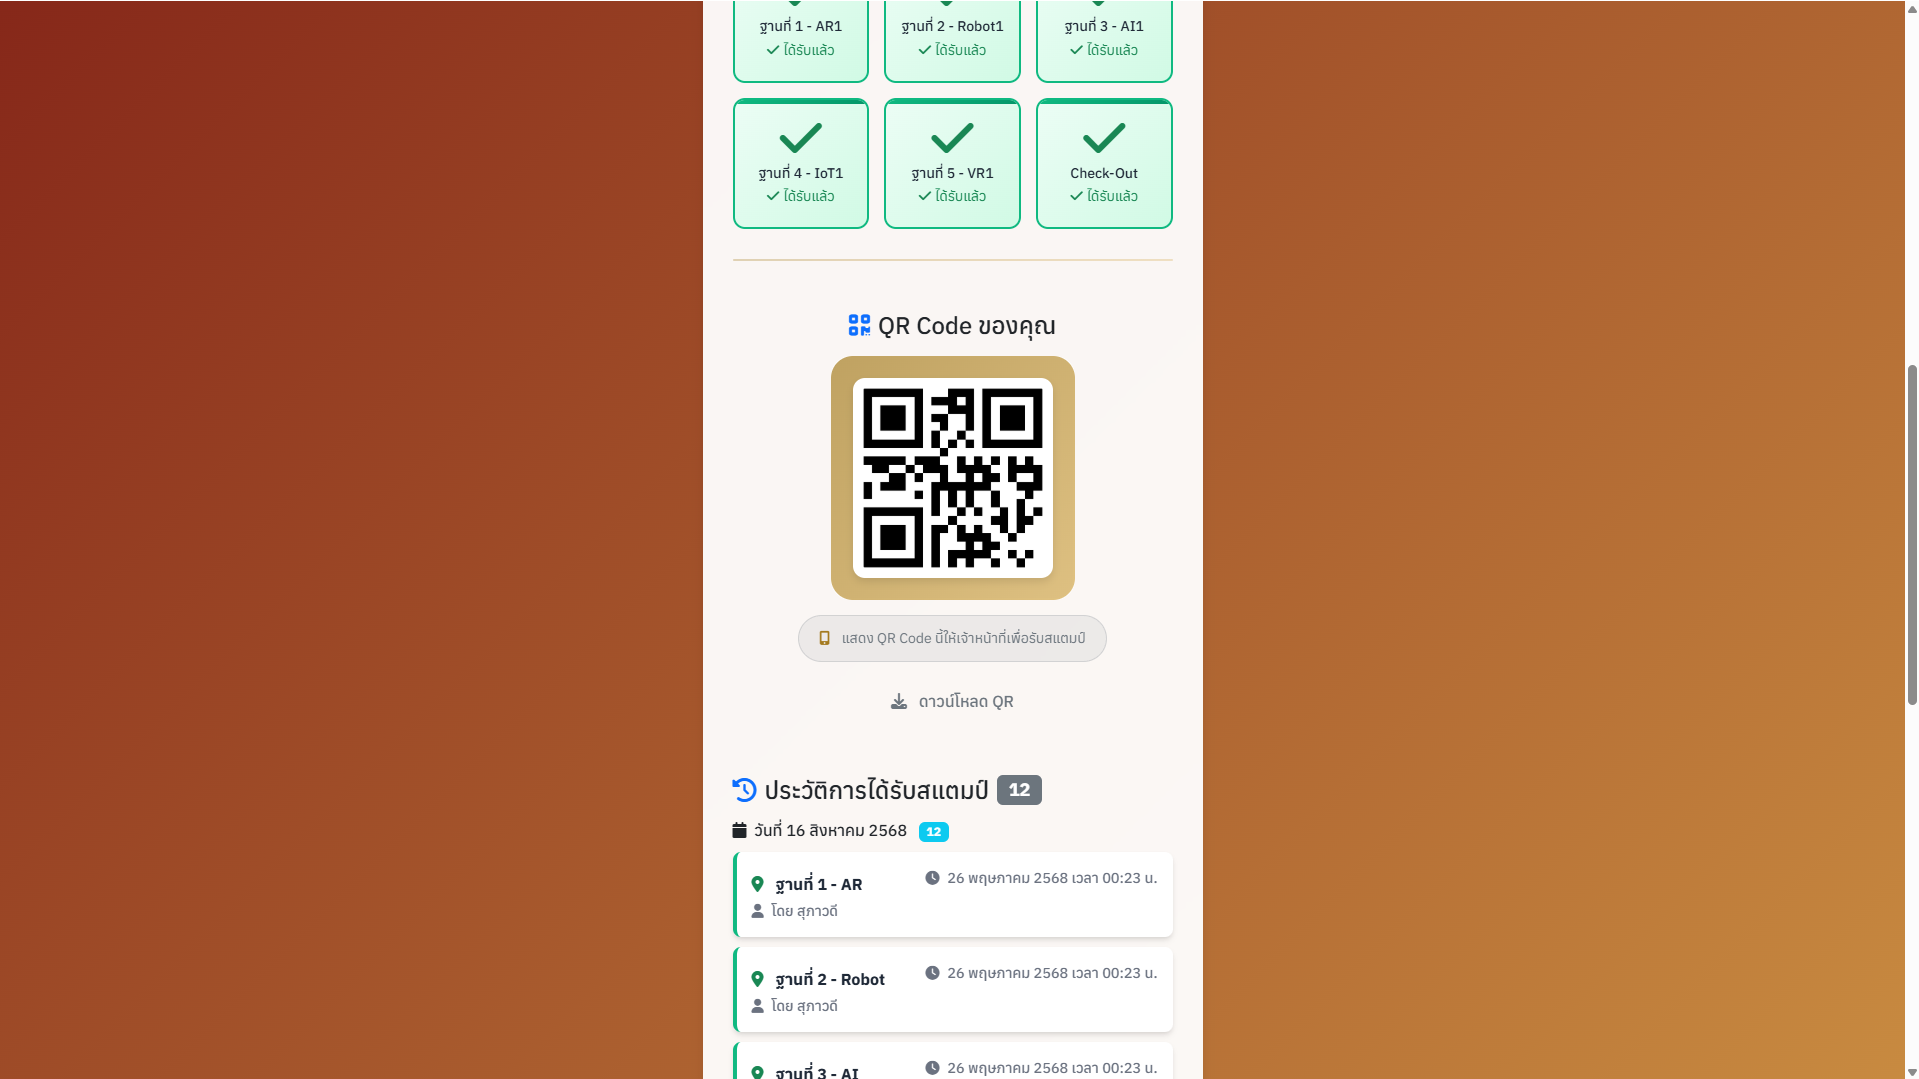 ฐานที่ 1 - AR1
ได้รับแล้ว
ฐานที่ 2 - Robot1
ได้รับแล้ว
ฐานที่ 3 - AI1
ได้รับแล้ว
ฐานที่ 4 - IoT1
ได้รับแล้ว
ฐานที่ 5 - VR1
ได้รับแล้ว
Check-Out
ได้รับแล้ว
QR Code ของคุณ
แสดง QR Code นี้ให้เจ้าหน้าที่เพื่อรับสแตมป์
ดาวน์โหลด QR
ประวัติการได้รับสแตมป์ 12
วันที่ 16 สิงหาคม 2568 12
ฐานที่ 1 - AR
26 พฤษภาคม 2568 เวลา 00:23 น.
โดย สุภาวดี
ฐานที่ 2 - Robot
26 พฤษภาคม 2568 เวลา 00:23 น.
โดย สุภาวดี
ฐานที่ 3 - AI
26 พฤษภาคม 2568 เวลา 00:23 น.